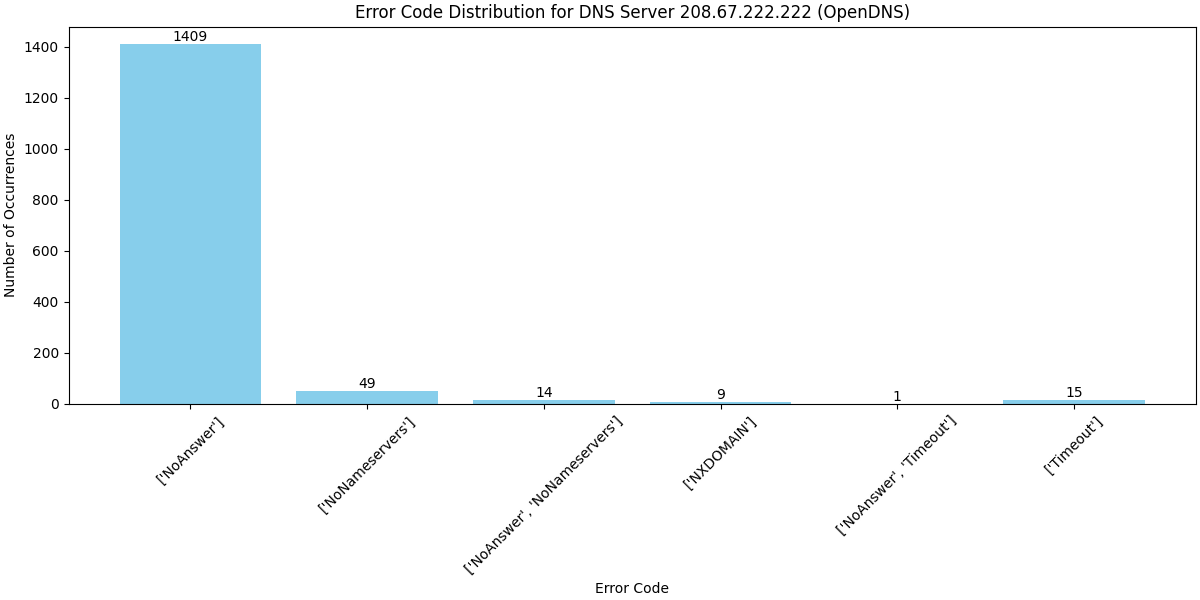 Error Code Distribution for DNS Server 208.67.222.222 (OpenDNS)
Number of Occurrences
1400
1200
1000
800
600
400
200
0
1409
49
14
9
1
15
['NoAnswer']
['NoNameservers']
['NoAnswer', 'NoNameservers']
['NXDOMAIN']
['NoAnswer', 'Timeout']
['Timeout']
Error Code